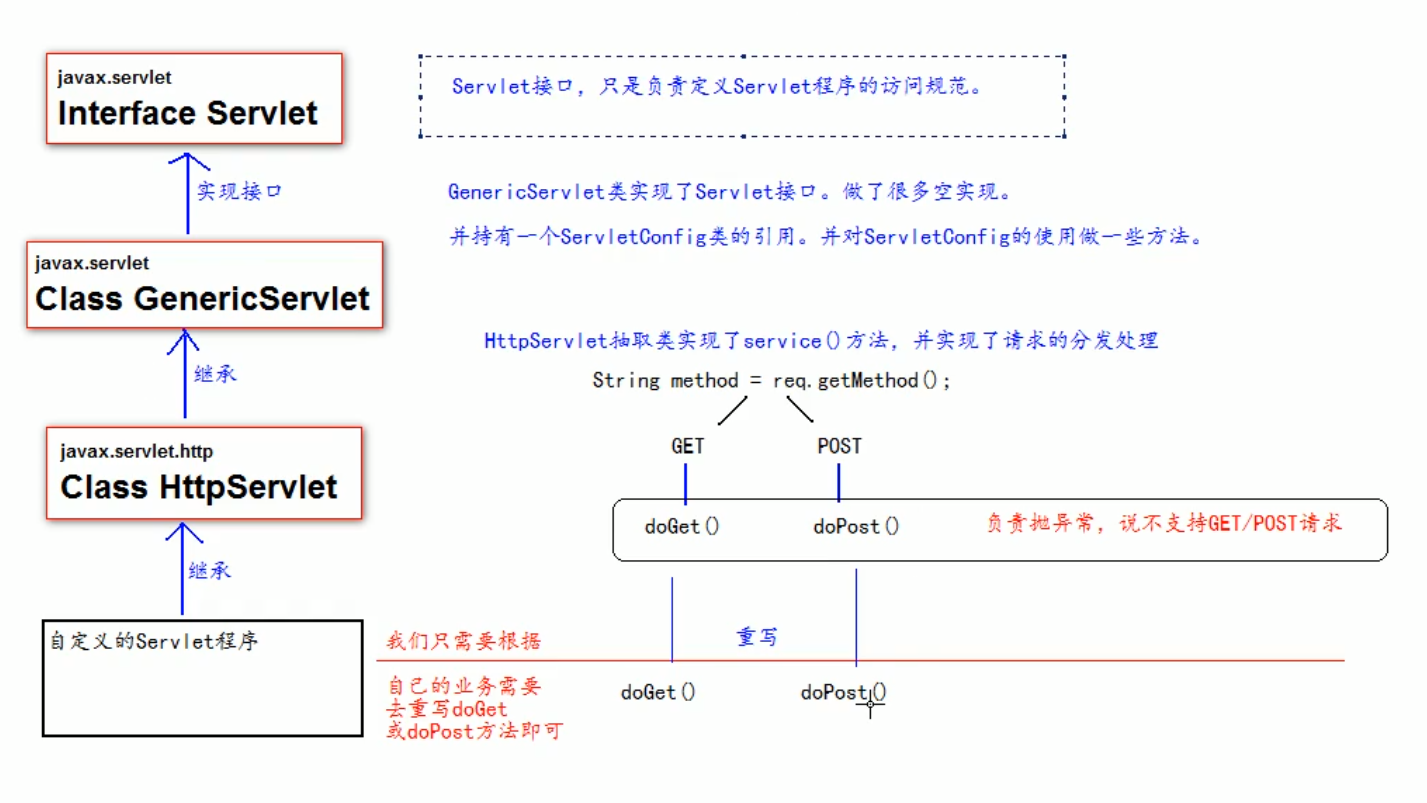 javax.servlet
Interface Servlet
Servlet接口，只是负责定义Servlet程序的访问规范。
实现接口
GenericServlet类实现了Servlet接口。做了很多空实现。
并持有一个ServletConfig类的引用。并对ServletConfig的使用做一些方法。
javax.servlet
Class GenericServlet
继承
HttpServlet抽取类实现了service()方法，并实现了请求的分发处理
String method = req.getMethod();
GET
POST
javax.servlet.http
Class HttpServlet
doGet()
doPost()
负责抛异常，说不支持GET/POST请求
继承
自定义的Servlet程序
我们只需要根据
重写
自己的业务需要
去重写doGet
或doPost方法即可
doGet()
doPost()